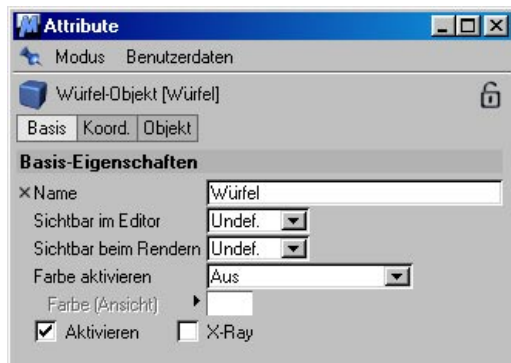 Attribute
Modus Benutzerdaten
Würfel-Objekt [Würfel]
Basis Koord. Objekt
Basis-Eigenschaften
Name Würfel
Sichtbar im Editor Undef.
Sichtbar beim Rendern Undef.
Farbe aktivieren Aus
Farbe (Ansicht)
Aktivieren X-Ray